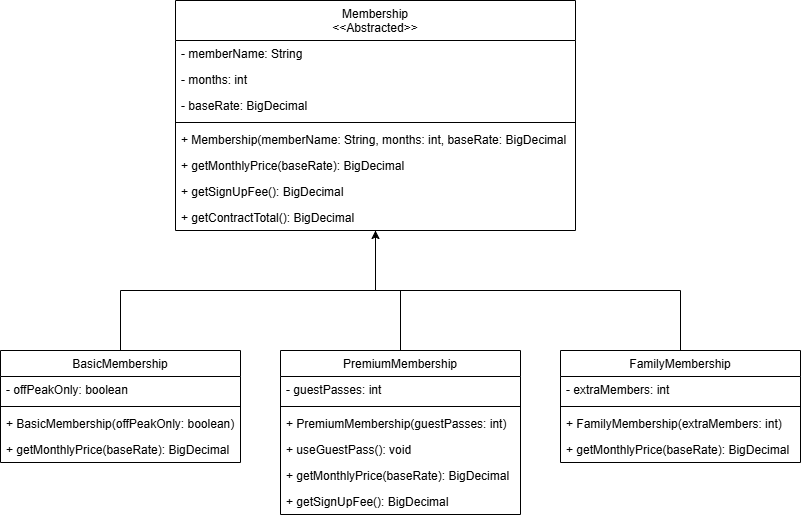 Membership
<<Abstracted>>
- memberName: String
- months: int
- baseRate: BigDecimal
+ Membership(memberName: String, months: int, baseRate: BigDecimal
+ getMonthlyPrice(baseRate): BigDecimal
+ getSignUpFee(): BigDecimal
+ getContractTotal(): BigDecimal
BasicMembership
- offPeakOnly: boolean
+ BasicMembership(offPeakOnly: boolean)
+ getMonthlyPrice(baseRate): BigDecimal
PremiumMembership
- guestPasses: int
+ PremiumMembership(guestPasses: int)
+ useGuestPass(): void
+ getMonthlyPrice(baseRate): BigDecimal
+ getSignUpFee(): BigDecimal
FamilyMembership
- extraMembers: int
+ FamilyMembership(extraMembers: int)
+ getMonthlyPrice(baseRate): BigDecimal